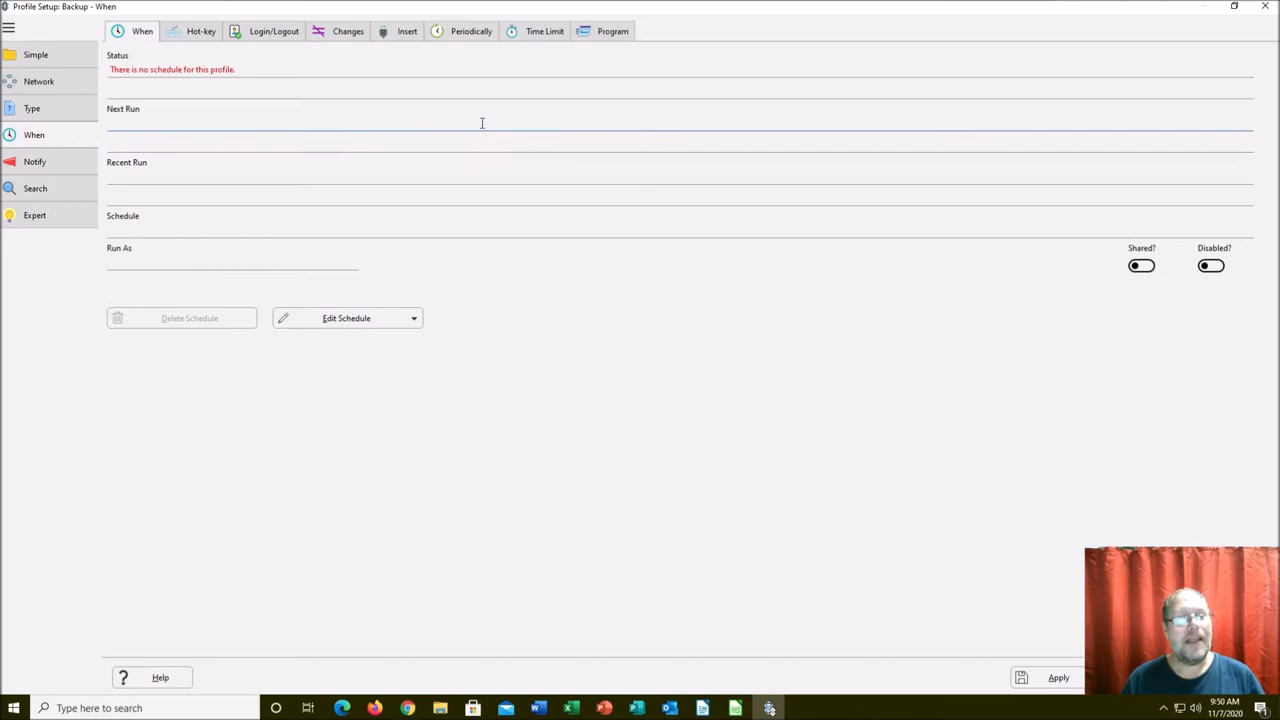 Profile Setup: Backup - When
When
Hot-key
Login/Logout
Changes
Insert
Periodically
Time Limit
Program
Simple
Network
Type
When
Notify
Search
Expert
Status
There is no schedule for this profile.
Next Run
Recent Run
Schedule
Run As
Shared?
Disabled?
Delete Schedule
Edit Schedule
? Help
Apply
Type here to search
9:50 AM
11/7/2020